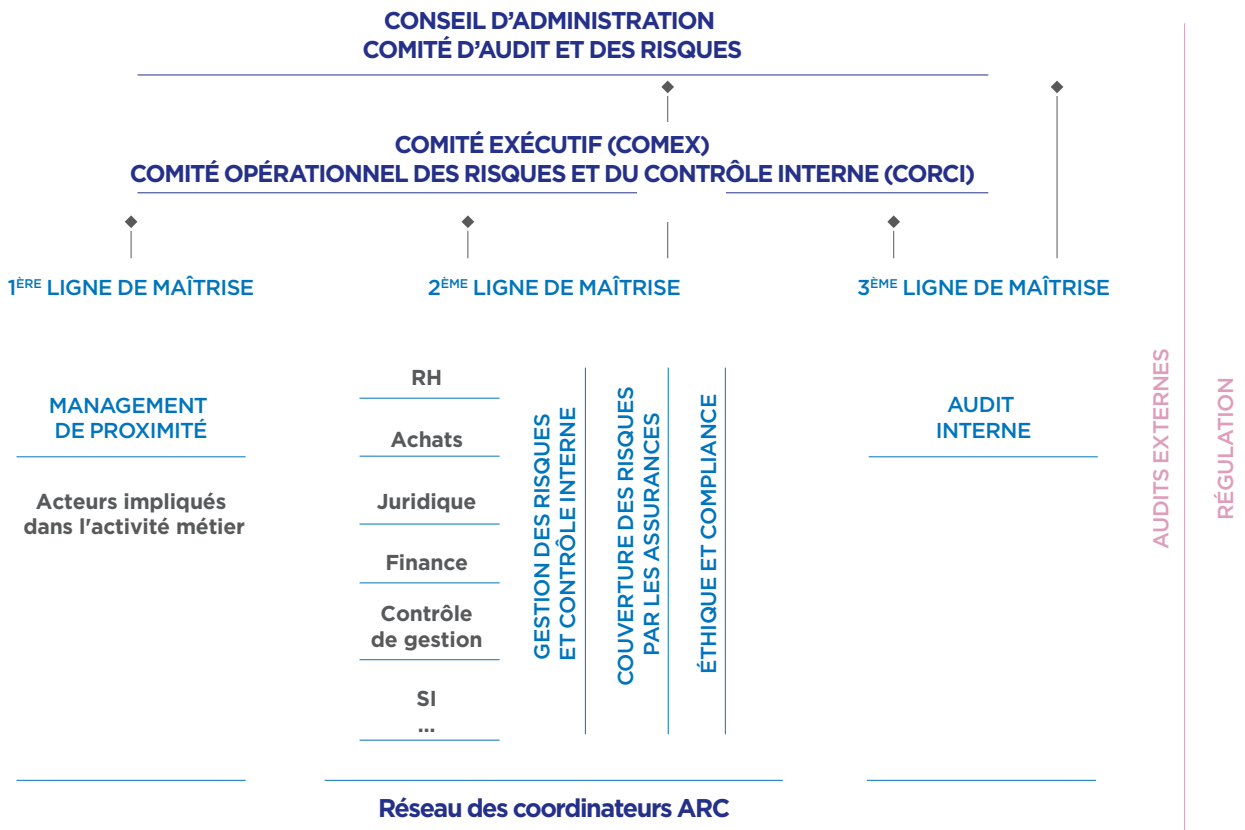 CONSEIL D'ADMINISTRATION
COMITÉ D'AUDIT ET DES RISQUES
COMITÉ EXÉCUTIF (COMEX)
COMITÉ OPÉRATIONNEL DES RISQUES ET DU CONTRÔLE INTERNE (CORCI)
1ÈRE LIGNE DE MAÎTRISE
2ÈME LIGNE DE MAÎTRISE
3ÈME LIGNE DE MAÎTRISE
MANAGEMENT
DE PROXIMITÉ
Acteurs impliqués
dans l'activité métier
RH
Achats
Juridique
Finance
Contrôle
de gestion
SI
...
GESTION DES RISQUES
ET CONTRÔLE INTERNE
COUVERTURE DES RISQUES
PAR LES ASSURANCES
ÉTHIQUE ET COMPLIANCE
AUDIT
INTERNE
Réseau des coordinateurs ARC
AUDITS EXTERNES
RÉGULATION